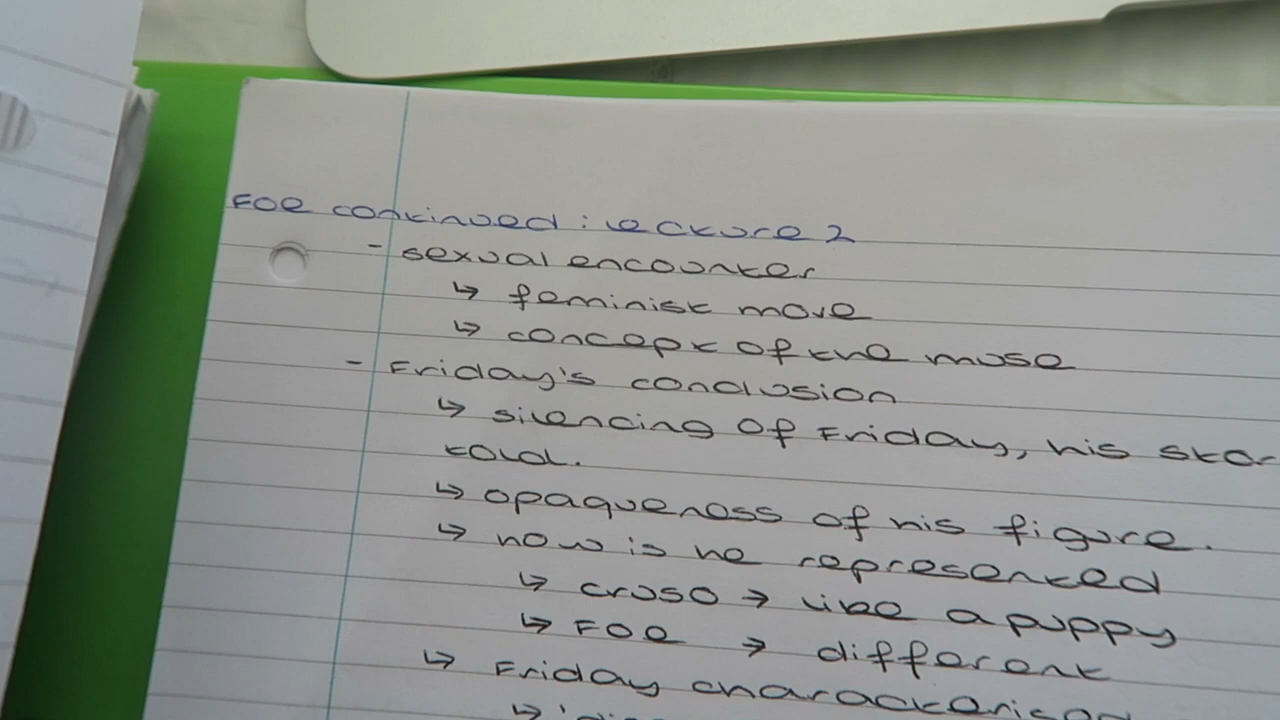 Foe continued : lecture 2
- sexual encounter
↳ feminist move
↳ concept of the muse
- Friday's conclusion
↳ silencing of Friday, his
told.
↳ opaqueness of his figure.
↳ how is he represented
↳ cruso → like a puppy
↳ Foe → different
↳ Friday characterised